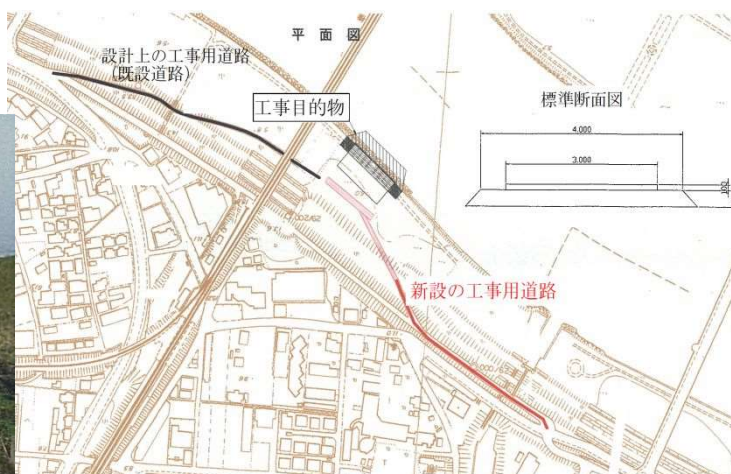 平面図
設計上の工事用道路
(既設道路)
工事目的物
標準断面図
4,000
3,000
新設の工事用道路